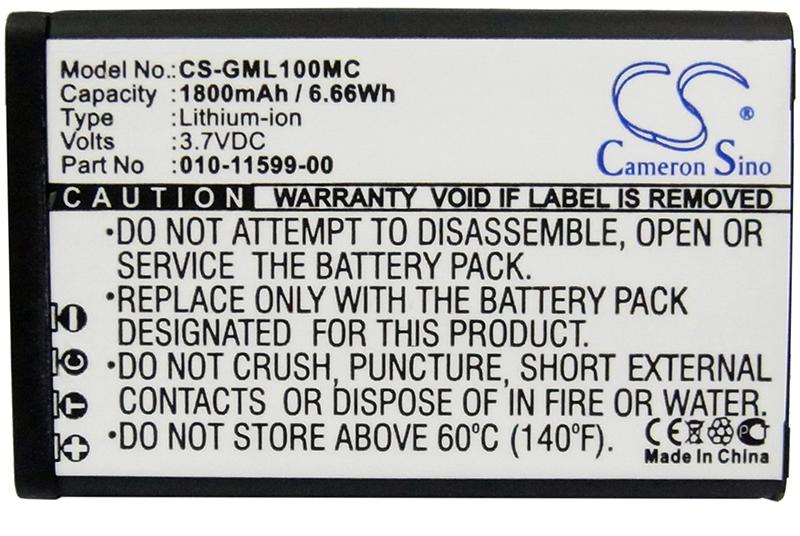 Model No.:CS-GML100MC
Capacity :1800mAh / 6.66Wh
Type :Lithium-ion
Volts :3.7VDC
Part No :010-11599-00
CS ®
Cameron Sino
CAUTION WARRANTY VOID IF LABEL IS REMOVED
•DO NOT ATTEMPT TO DISASSEMBLE, OPEN OR
SERVICE THE BATTERY PACK.
•REPLACE ONLY WITH THE BATTERY PACK
DESIGNATED FOR THIS PRODUCT.
•DO NOT CRUSH, PUNCTURE, SHORT EXTERNAL
CONTACTS OR DISPOSE OF IN FIRE OR WATER.
•DO NOT STORE ABOVE 60°C (140°F).
I
C
T
+
CE
Made In China